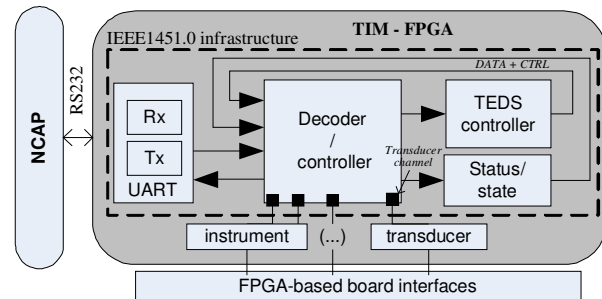 TIM - FPGA
IEEE1451.0 infrastructure
DATA + CTRL
NCAP
RS232
Rx
Tx
UART
Decoder
/
controller
TEDS
controller
Transducer
channel
Status/
state
instrument
(...)
transducer
FPGA-based board interfaces